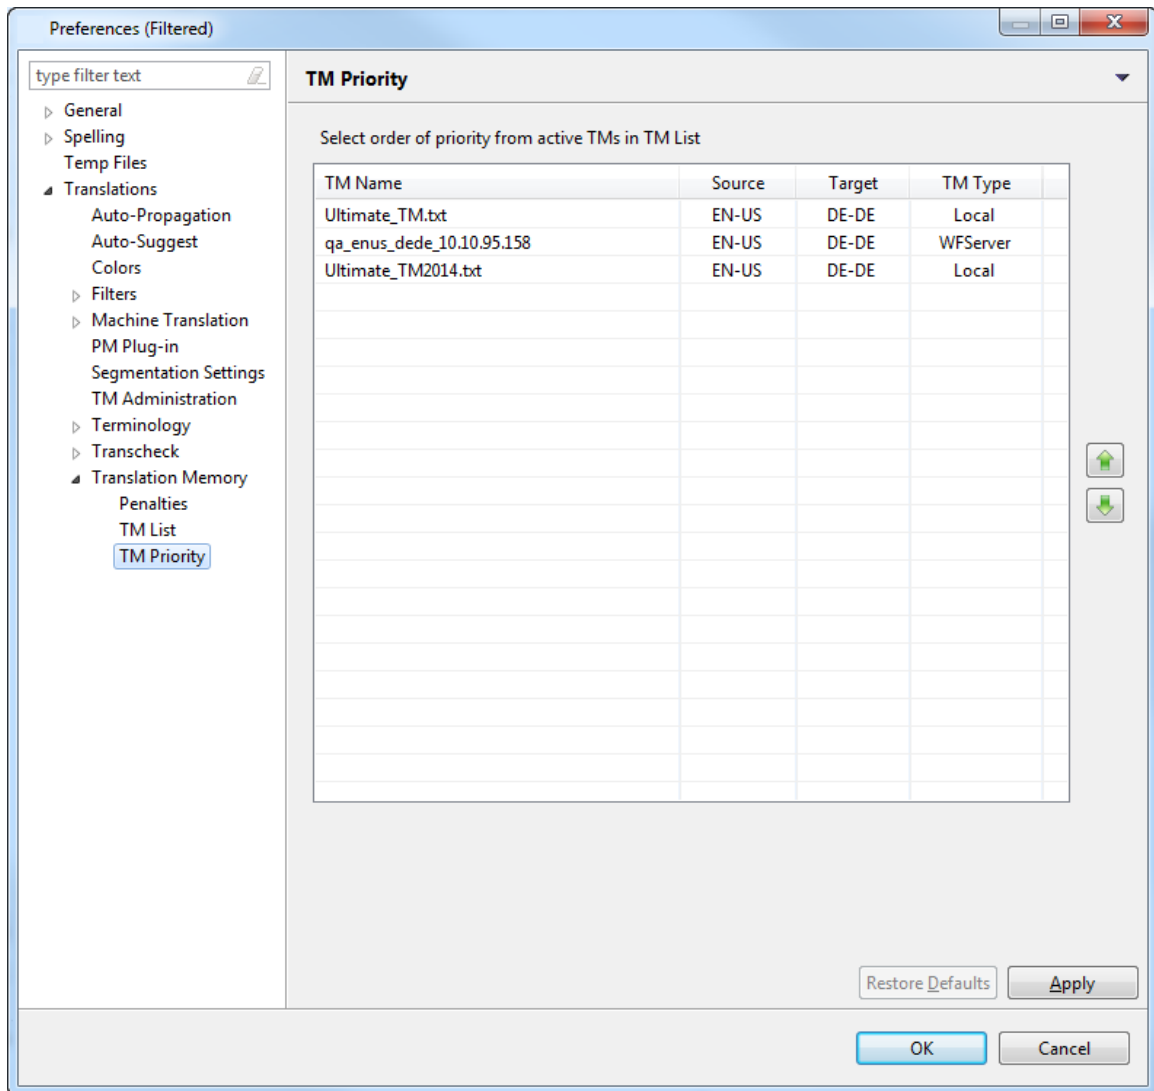 Preferences (Filtered)
type filter text
General
Spelling
Temp Files
Translations
Auto-Propagation
Auto-Suggest
Colors
Filters
Machine Translation
PM Plug-in
Segmentation Settings
TM Administration
Terminology
Transcheck
Translation Memory
Penalties
TM List
TM Priority
TM Priority
Select order of priority from active TMs in TM List
TM Name Source Target TM Type
Ultimate_TM.txt EN-US DE-DE Local
qa_enus_dede_10.10.95.158 EN-US DE-DE WFServer
Ultimate_TM2014.txt EN-US DE-DE Local
Restore Defaults Apply
OK Cancel